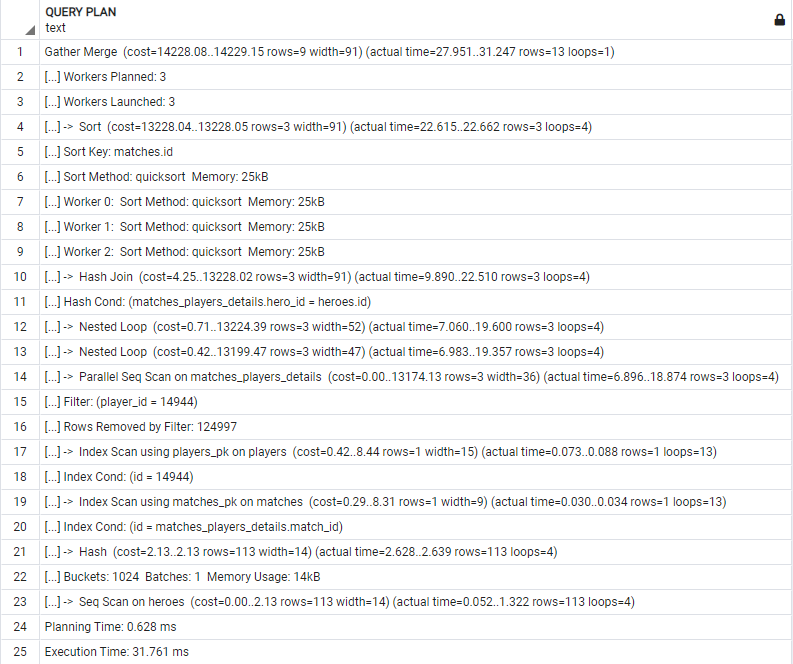 QUERY PLAN
text
1 Gather Merge (cost=14228.08..14229.15 rows=9 width=91) (actual time=27.951..31.247 rows=13 loops=1)
2 [...] Workers Planned: 3
3 [...] Workers Launched: 3
4 [...] -> Sort (cost=13228.04..13228.05 rows=3 width=91) (actual time=22.615..22.662 rows=3 loops=4)
5 [...] Sort Key: matches.id
6 [...] Sort Method: quicksort Memory: 25kB
7 [...] Worker 0: Sort Method: quicksort Memory: 25kB
8 [...] Worker 1: Sort Method: quicksort Memory: 25kB
9 [...] Worker 2: Sort Method: quicksort Memory: 25kB
10 [...] -> Hash Join (cost=4.25..13228.02 rows=3 width=91) (actual time=9.890..22.510 rows=3 loops=4)
11 [...] Hash Cond: (matches_players_details.hero_id = heroes.id)
12 [...] -> Nested Loop (cost=0.71..13224.39 rows=3 width=52) (actual time=7.060..19.600 rows=3 loops=4)
13 [...] -> Nested Loop (cost=0.42..13199.47 rows=3 width=47) (actual time=6.983..19.357 rows=3 loops=4)
14 [...] -> Parallel Seq Scan on matches_players_details (cost=0.00..13174.13 rows=3 width=36) (actual time=6.896..18.874 rows=3 loops=4)
15 [...] Filter: (player_id = 14944)
16 [...] Rows Removed by Filter: 124997
17 [...] -> Index Scan using players_pk on players (cost=0.42..8.44 rows=1 width=15) (actual time=0.073..0.088 rows=1 loops=13)
18 [...] Index Cond: (id = 14944)
19 [...] -> Index Scan using matches_pk on matches (cost=0.29..8.31 rows=1 width=9) (actual time=0.030..0.034 rows=1 loops=13)
20 [...] Index Cond: (id = matches_players_details.match_id)
21 [...] -> Hash (cost=2.13..2.13 rows=113 width=14) (actual time=2.628..2.639 rows=113 loops=4)
22 [...] Buckets: 1024 Batches: 1 Memory Usage: 14kB
23 [...] -> Seq Scan on heroes (cost=0.00..2.13 rows=113 width=14) (actual time=0.052..1.322 rows=113 loops=4)
24 Planning Time: 0.628 ms
25 Execution Time: 31.761 ms